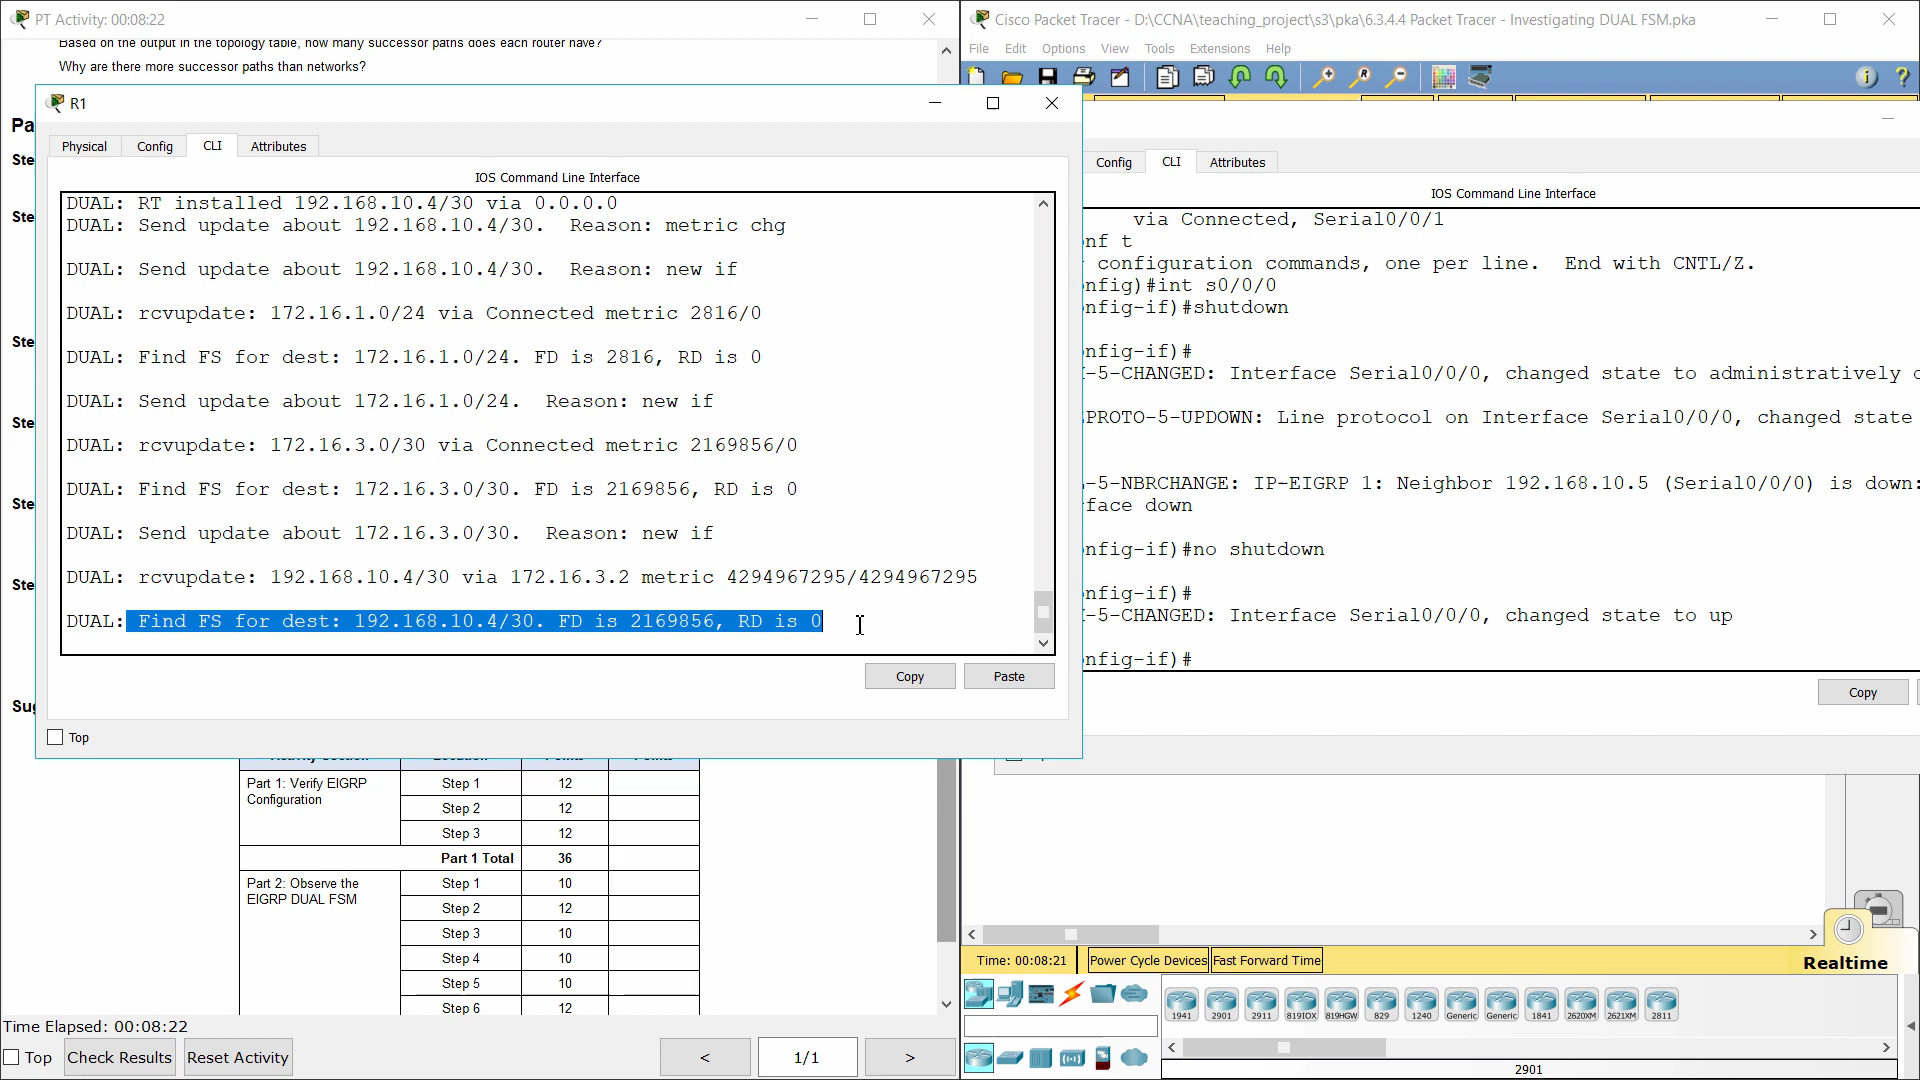 PT Activity: 00:08:22
Based on the output in the topology table, how many successor paths does each router have?
Why are there more successor paths than networks?
Cisco Packet Tracer - D:\CCNA\teaching_project\s3\pka\6.3.4.4 Packet Tracer - Investigating DUAL FSM.pka
File Edit Options View Tools Extensions Help
R1
Physical Config CLI Attributes
IOS Command Line Interface
DUAL: RT installed 192.168.10.4/30 via 0.0.0.0
DUAL: Send update about 192.168.10.4/30.  Reason: metric chg
DUAL: Send update about 192.168.10.4/30.  Reason: new if
DUAL: rcvupdate: 172.16.1.0/24 via Connected metric 2816/0
DUAL: Find FS for dest: 172.16.1.0/24. FD is 2816, RD is 0
DUAL: Send update about 172.16.1.0/24.  Reason: new if
DUAL: rcvupdate: 172.16.3.0/30 via Connected metric 2169856/0
DUAL: Find FS for dest: 172.16.3.0/30. FD is 2169856, RD is 0
DUAL: Send update about 172.16.3.0/30.  Reason: new if
DUAL: rcvupdate: 192.168.10.4/30 via 172.16.3.2 metric 4294967295/4294967295
DUAL: Find FS for dest: 192.168.10.4/30. FD is 2169856, RD is 0
Copy Paste
Top
Pa
Ste
Ste
Ste
Ste
Ste
Ste
Config CLI Attributes
IOS Command Line Interface
via Connected, Serial0/0/1
nf t
configuration commands, one per line.  End with CNTL/Z.
nfig)#int s0/0/0
nfig-if)#shutdown
nfig-if)#
-5-CHANGED: Interface Serial0/0/0, changed state to administratively
PROTO-5-UPDOWN: Line protocol on Interface Serial0/0/0, changed state
-5-NBRCHANGE: IP-EIGRP 1: Neighbor 192.168.10.5 (Serial0/0/0) is down:
face down
nfig-if)#no shutdown
nfig-if)#
-5-CHANGED: Interface Serial0/0/0, changed state to up
nfig-if)#
Copy
Part 1: Verify EIGRP Step 1 12
Configuration
Step 2 12
Step 3 12
Part 1 Total 36
Part 2: Observe the Step 1 10
EIGRP DUAL FSM
Step 2 12
Step 3 10
Step 4 10
Step 5 10
Step 6 12
Time Elapsed: 00:08:22
Top Check Results Reset Activity < 1/1 >
Time: 00:08:21 Power Cycle Devices Fast Forward Time
Realtime
1941 2901 2911 819IOX 819HGW 829 1240 Generic Generic 1841 2620XM 2621XM 2811
2901